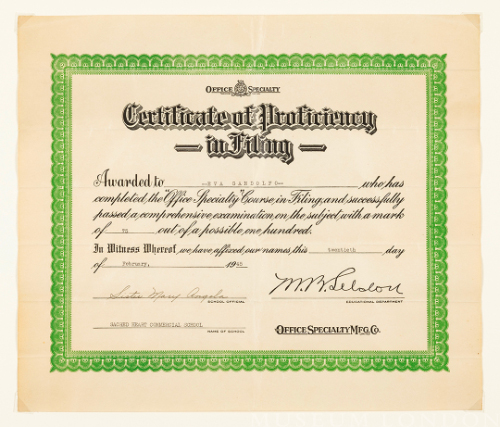 OFFICE SPECIALTY
Certificate of Proficiency
in Filing
Awarded to --EVA GANDOLFO-- who has
completed, the "Office Specialty" Course in Filing, and successfully
passed a comprehensive examination on the subject, with a mark
of 75 out of a possible one hundred.
In Witness Whereof, we have affixed our names, this twentieth day
of February, 1945
Sister Mary Angela
SCHOOL OFFICIAL
EDUCATIONAL DEPARTMENT
SACRED HEART COMMERCIAL SCHOOL
NAME OF SCHOOL
OFFICE SPECIALTY MFG. CO.